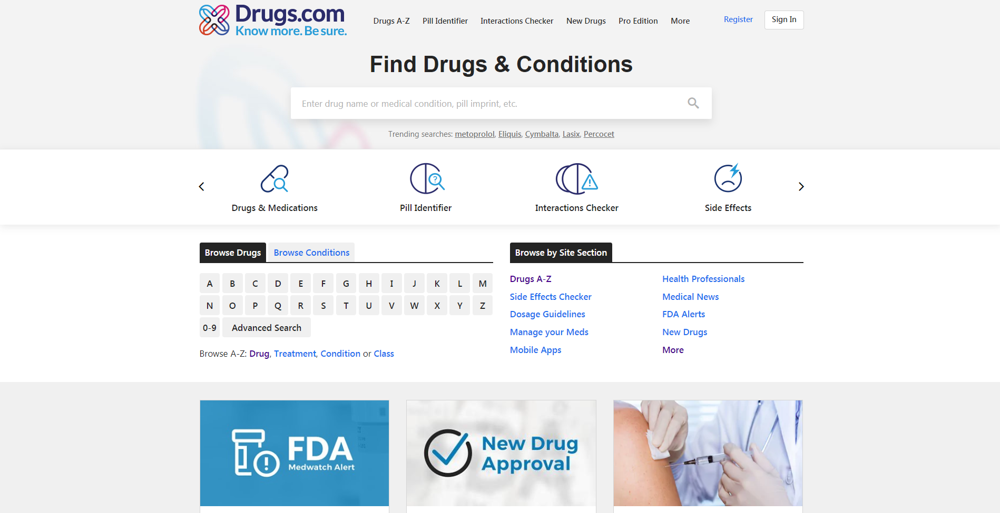 Drugs.com
Know more. Be sure.
Drugs A-Z Pill Identifier Interactions Checker New Drugs Pro Edition More Register Sign In
Find Drugs & Conditions
Enter drug name or medical condition, pill imprint, etc.
Trending searches: metoprolol, Eliquis, Cymbalta, Lasix, Percocet
Drugs & Medications Pill Identifier Interactions Checker Side Effects
Browse Drugs Browse Conditions
A B C D E F G H I J K L M
N O P Q R S T U V W X Y Z
0-9 Advanced Search
Browse A-Z: Drug, Treatment, Condition or Class
Browse by Site Section
Drugs A-Z Health Professionals
Side Effects Checker Medical News
Dosage Guidelines FDA Alerts
Manage your Meds New Drugs
Mobile Apps More
FDA
Medwatch Alert
New Drug
Approval